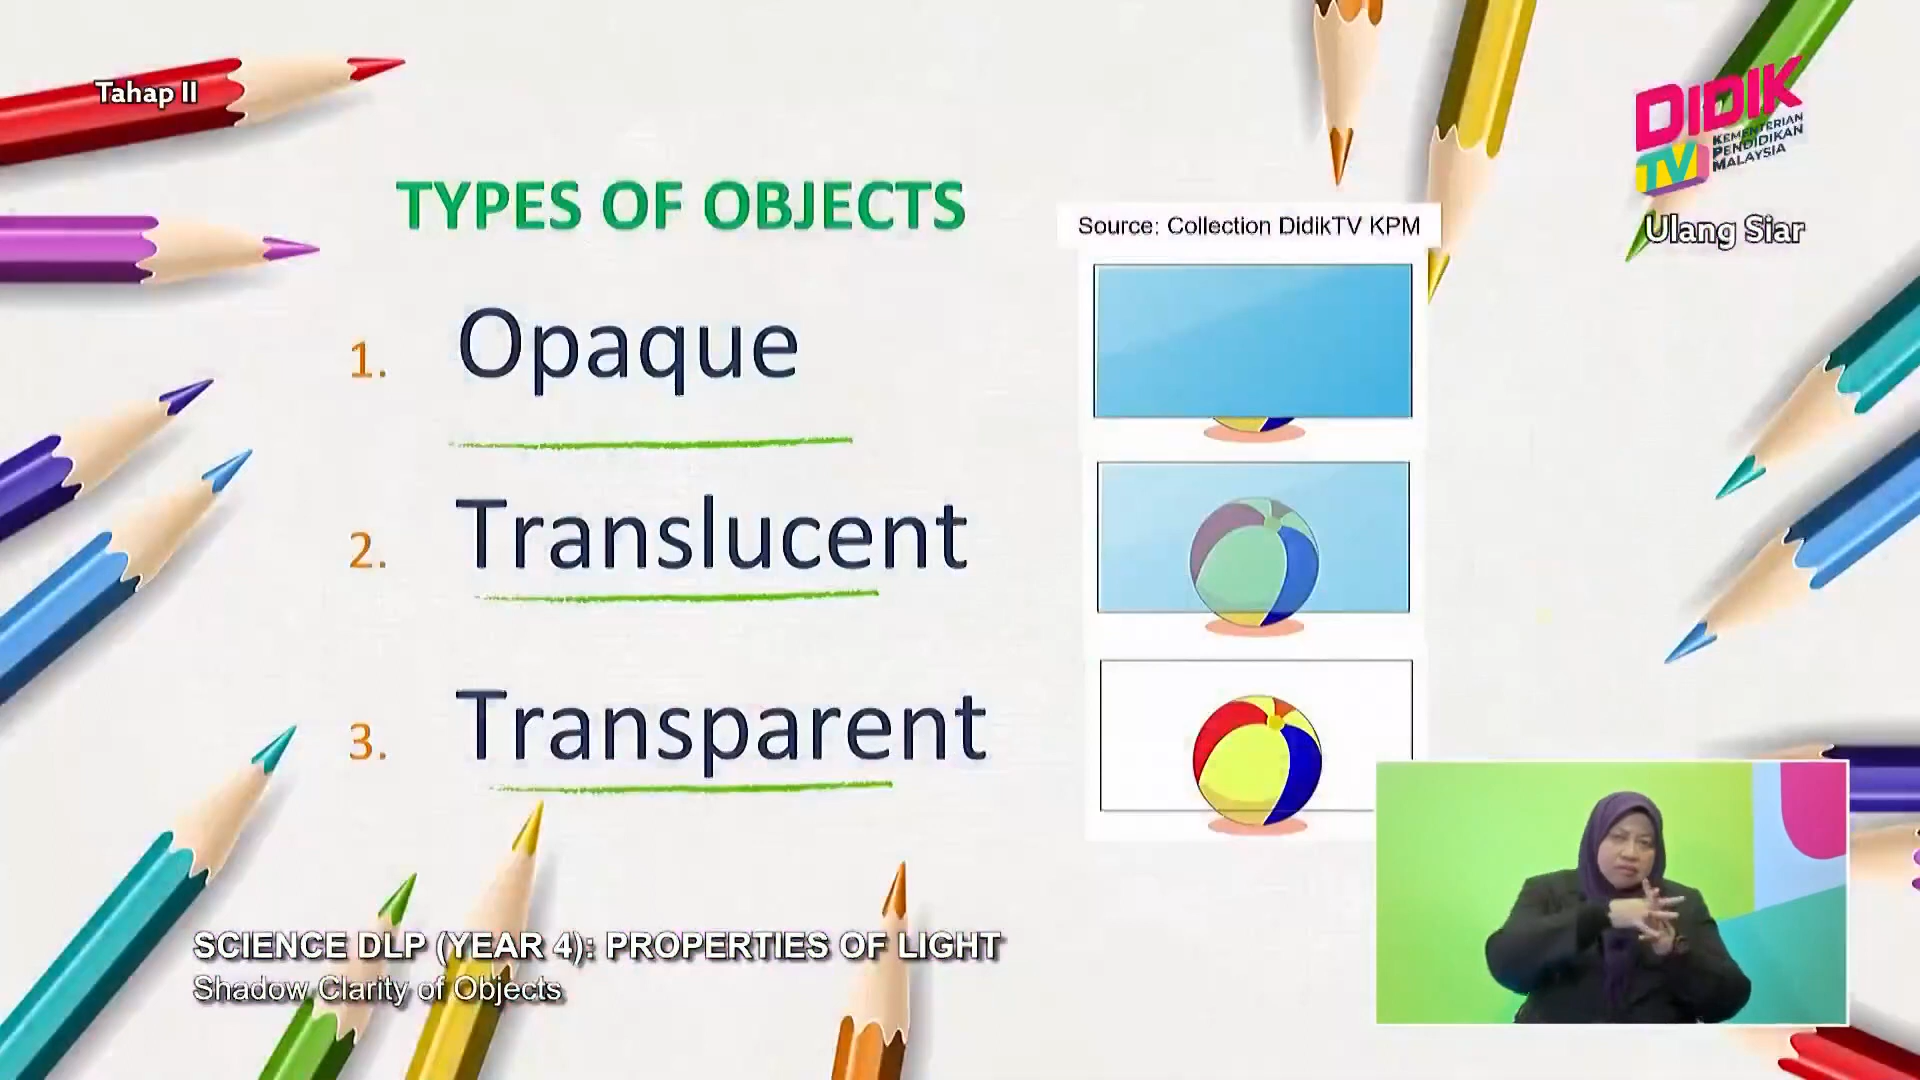 Tahap II
DIDIK
TV
KEMENTERIAN
PENDIDIKAN
MALAYSIA
Ulang Siar
TYPES OF OBJECTS
Source: Collection DidikTV KPM
1. Opaque
2. Translucent
3. Transparent
SCIENCE DLP (YEAR 4): PROPERTIES OF LIGHT
Shadow Clarity of Objects